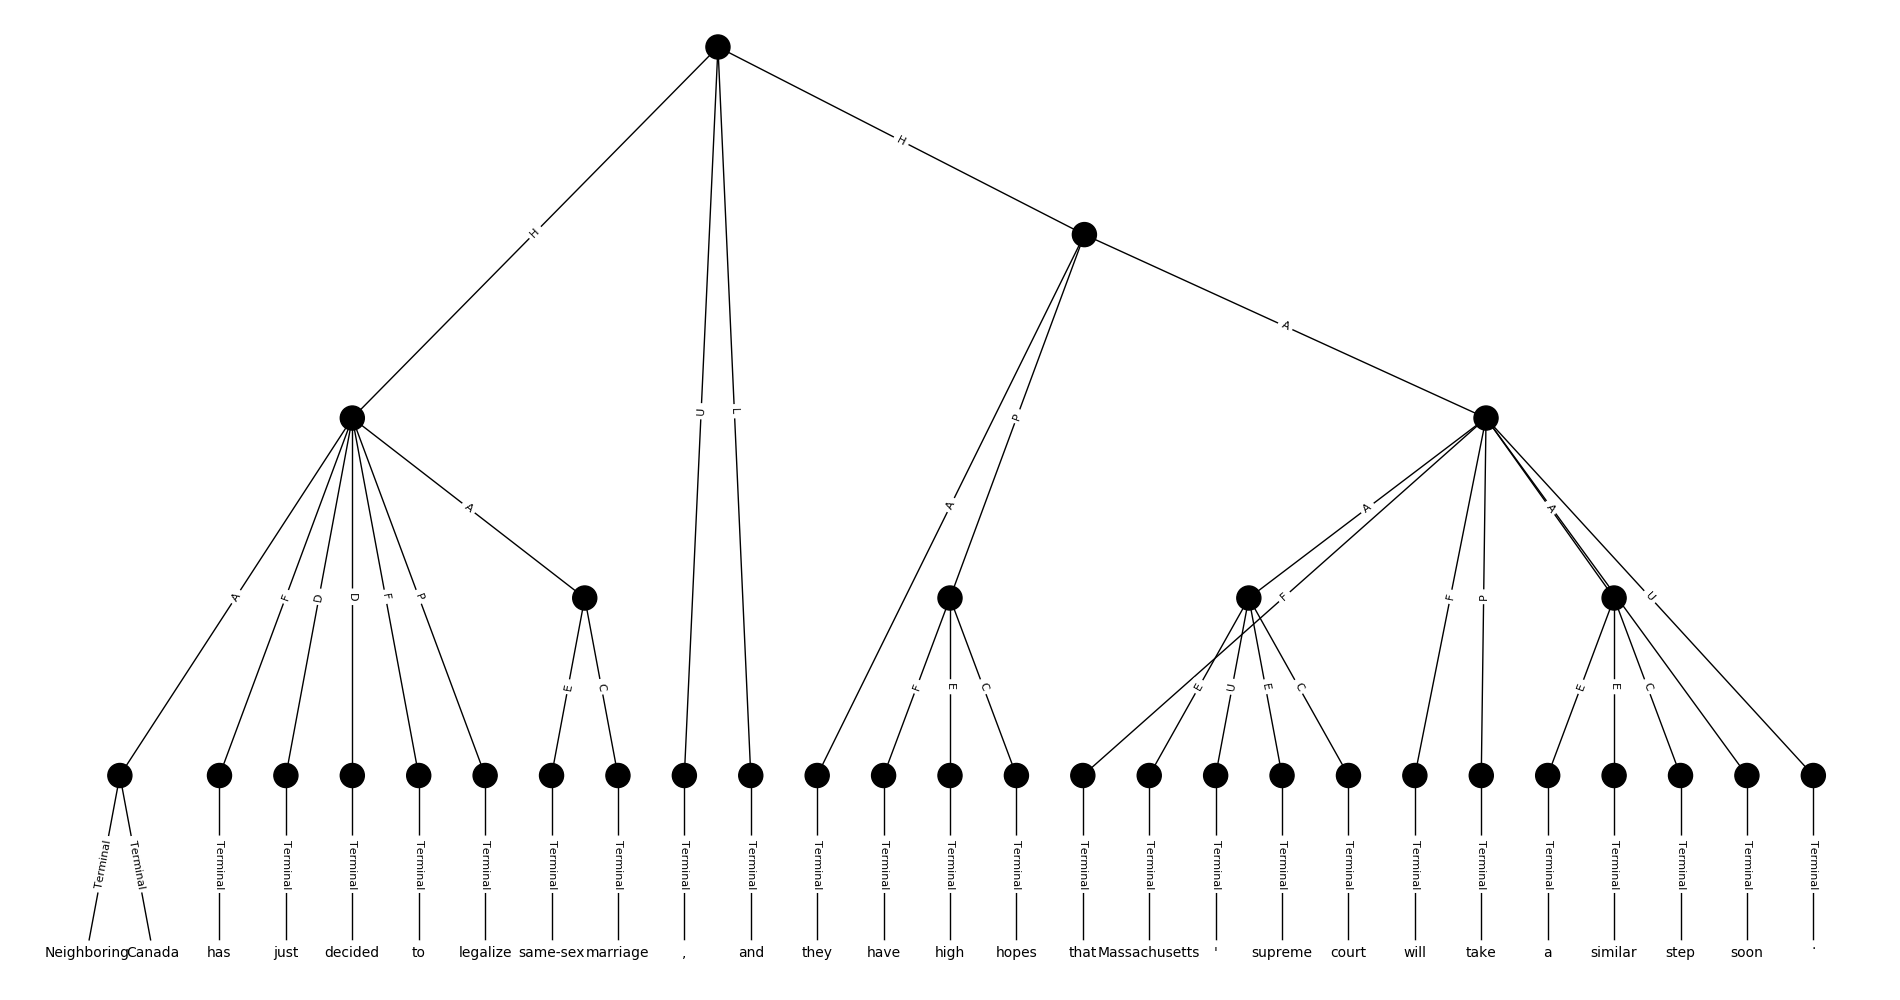 H
H
A
U
L
P
A
A
A
A
A
F
D
D
F
P
F
F
P
U
E
C
F
E
C
E
U
E
C
E
E
C
Terminal Terminal Terminal Terminal Terminal Terminal Terminal Terminal Terminal Terminal Terminal Terminal Terminal Terminal Terminal Terminal Terminal Terminal Terminal Terminal Terminal Terminal Terminal Terminal Terminal Terminal Terminal Terminal
Neighboring Canada has just decided to legalize same-sex marriage , and they have high hopes that Massachusetts ' supreme court will take a similar step soon .